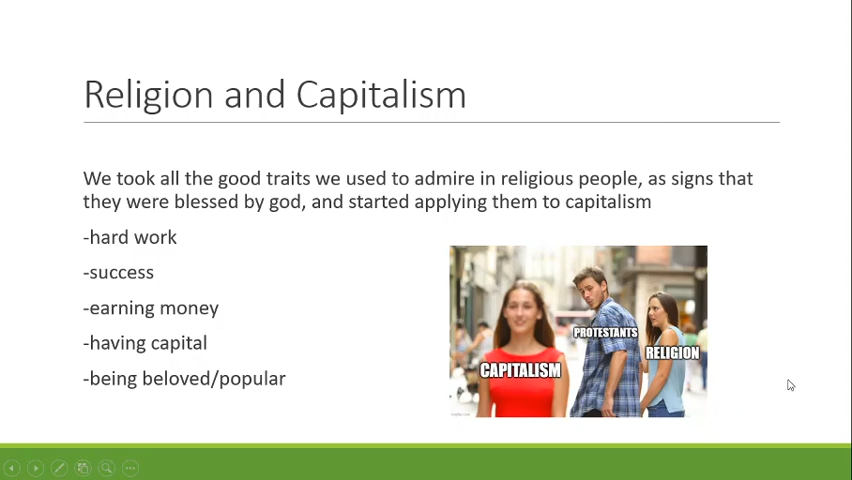 Religion and Capitalism
We took all the good traits we used to admire in religious people, as signs that
they were blessed by god, and started applying them to capitalism
-hard work
-success
-earning money
-having capital
-being beloved/popular
PROTESTANTS
RELIGION
CAPITALISM